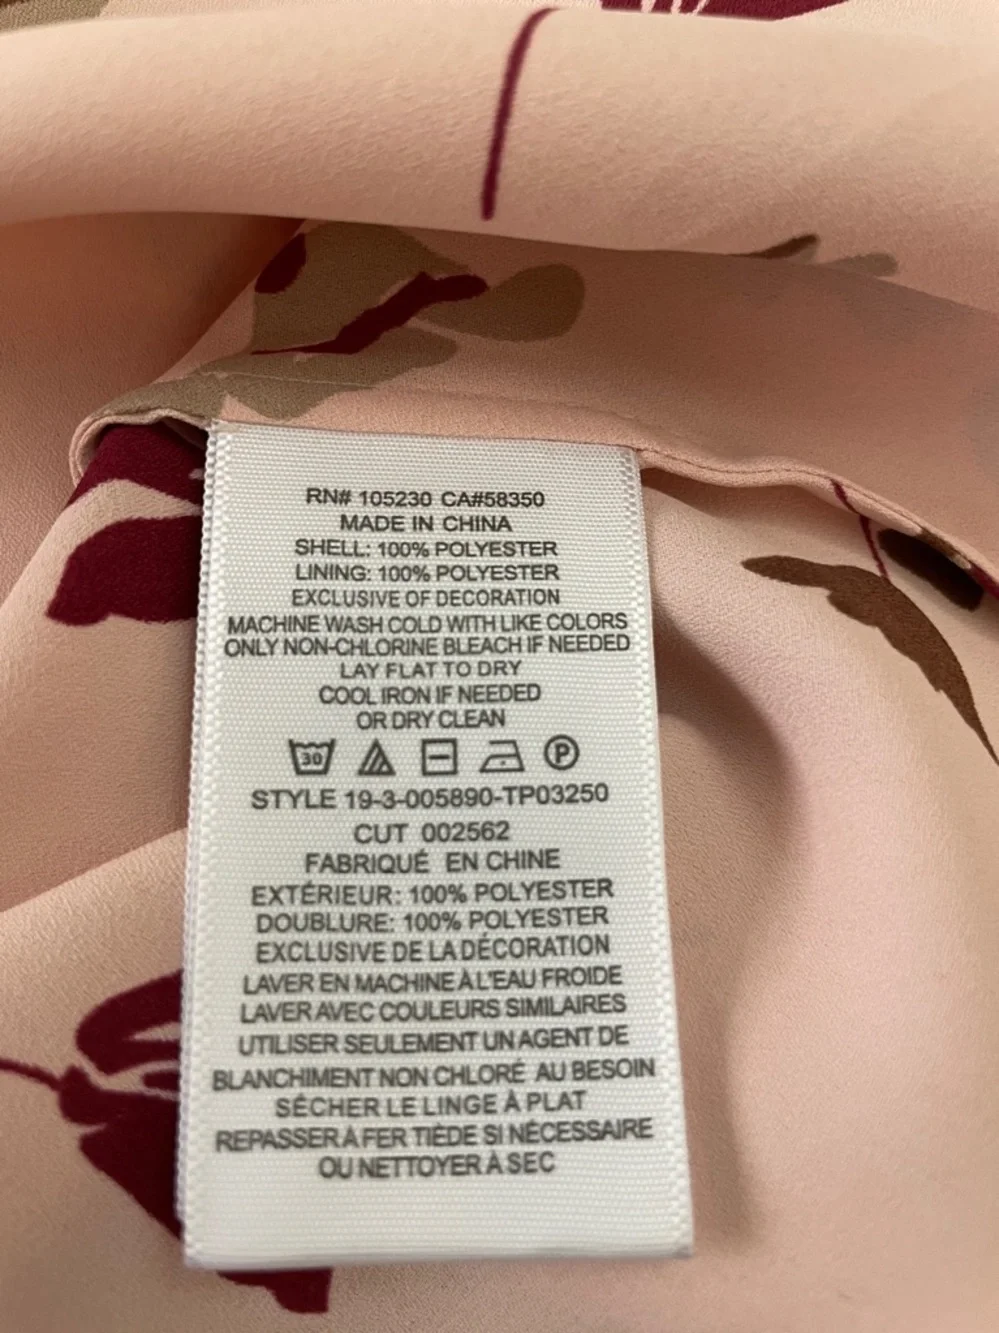 RN# 105230 CA#58350
MADE IN CHINA
SHELL: 100% POLYESTER
LINING: 100% POLYESTER
EXCLUSIVE OF DECORATION
MACHINE WASH COLD WITH LIKE COLORS
ONLY NON-CHLORINE BLEACH IF NEEDED
LAY FLAT TO DRY
COOL IRON IF NEEDED
OR DRY CLEAN
30 P
STYLE 19-3-005890-TP03250
CUT 002562
FABRIQUÉ EN CHINE
EXTÉRIEUR: 100% POLYESTER
DOUBLURE: 100% POLYESTER
EXCLUSIVE DE LA DÉCORATION
LAVER EN MACHINE À L'EAU FROIDE
LAVER AVEC COULEURS SIMILAIRES
UTILISER SEULEMENT UN AGENT DE
BLANCHIMENT NON CHLORÉ AU BESOIN
SÉCHER LE LINGE À PLAT
REPASSER À FER TIÈDE SI NÉCESSAIRE
OU NETTOYER À SEC